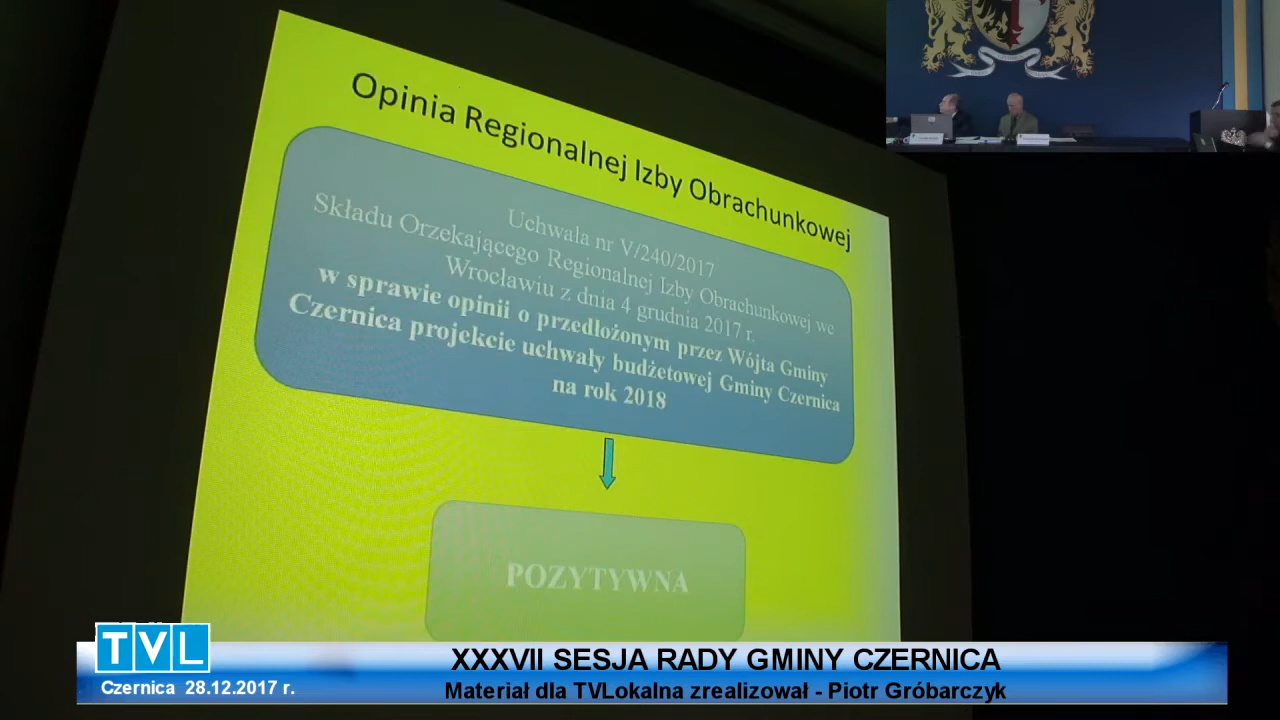 Opinia Regionalnej Izby Obrachunkowej
Uchwała nr V/240/2017
Składu Orzekającego Regionalnej Izby Obrachunkowej we
Wrocławiu z dnia 4 grudnia 2017 r.
w sprawie opinii o przedłożonym przez Wójta Gminy
Czernica projekcie uchwały budżetowej Gminy Czernica
na rok 2018
POZYTYWNA
TVL
Czernica 28.12.2017 r.
XXXVII SESJA RADY GMINY CZERNICA
Materiał dla TVLokalna zrealizował - Piotr Gróbarczyk